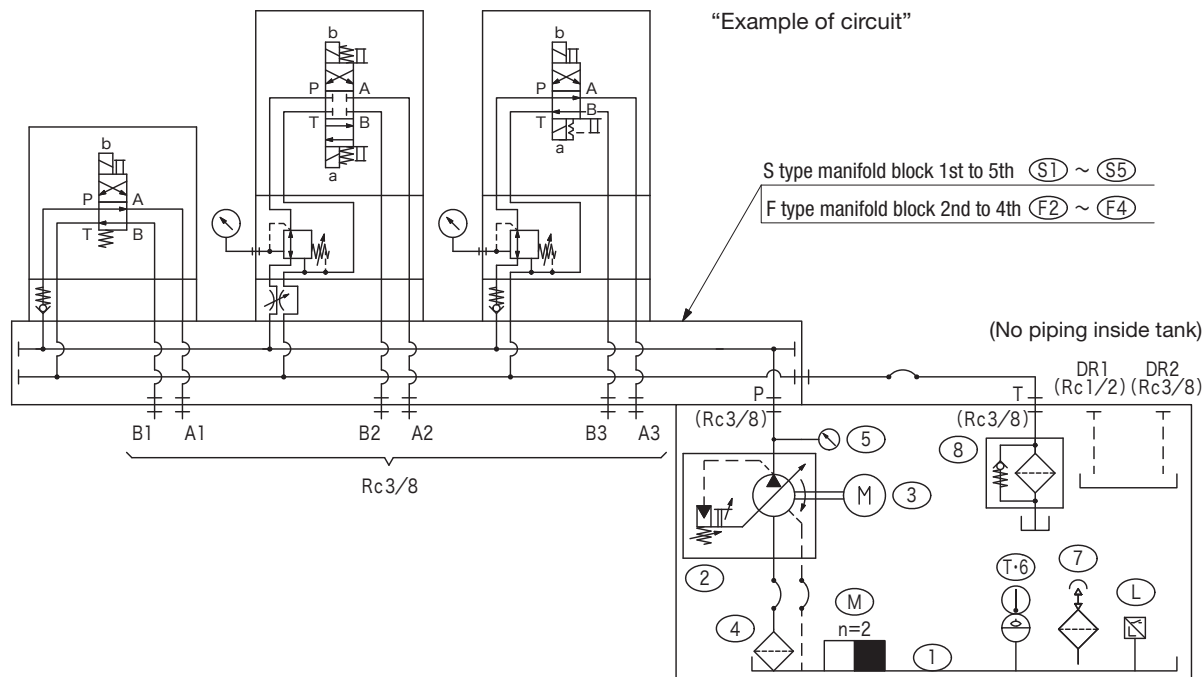 “Example of circuit”
b
P A
T B
b
P A
T B
a
b
P A
T B
a
S type manifold block 1st to 5th S1 ~ S5
F type manifold block 2nd to 4th F2 ~ F4
(No piping inside tank)
DR1 DR2
(Rc1/2) (Rc3/8)
P T
(Rc3/8) (Rc3/8)
B1 A1 B2 A2 B3 A3
Rc3/8
5
8
M 3
2
T·6 7 L
M
n=2
4
1